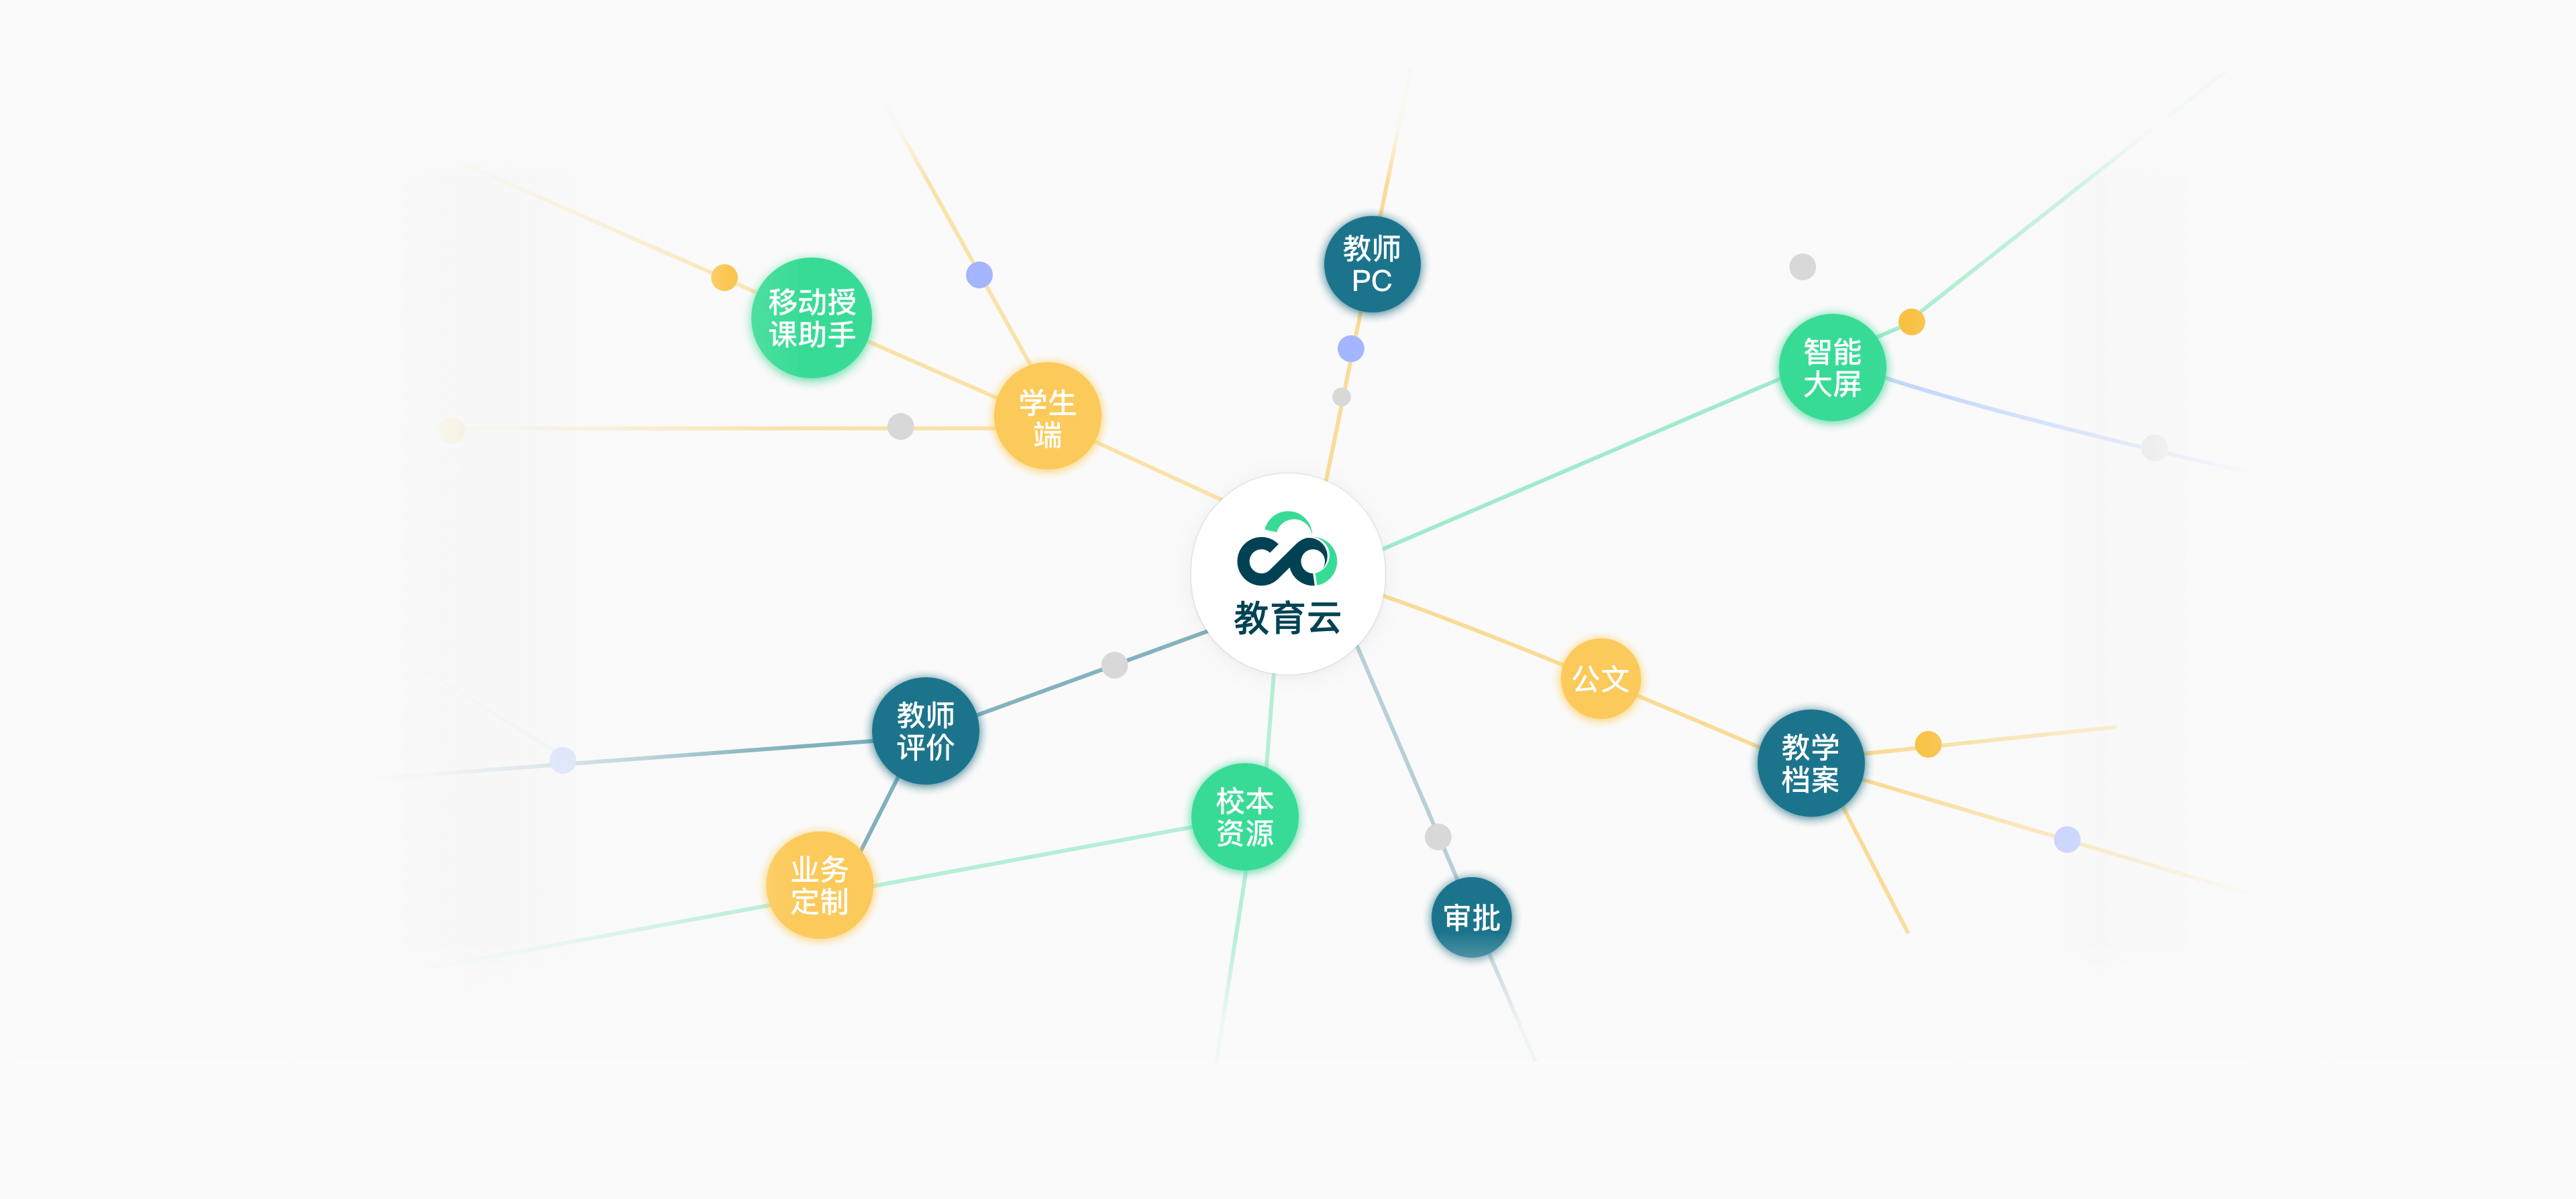 教师
PC
移动授
课助手
智能
大屏
学生
端
教育云
公文
教师
评价
教学
档案
校本
资源
业务
定制
审批